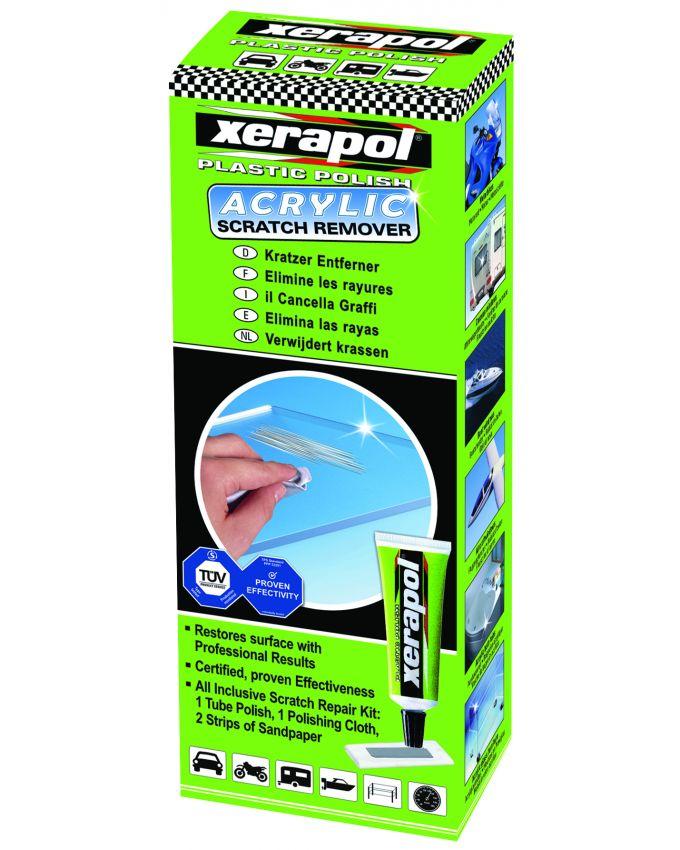 xerapol
PLASTIC POLISH
xerapol®
PLASTIC POLISH
ACRYLIC
SCRATCH REMOVER
D Kratzer Entferner
F Elimine les rayures
I il Cancella Graffi
E Elimina las rayas
NL Verwijdert krassen
S
TÜV
PROVEN
EFFECTIVITY
xerapol
▪ Restores surface with
Professional Results
▪ Certified, proven Effectiveness
▪ All Inclusive Scratch Repair Kit:
1 Tube Polish, 1 Polishing Cloth,
2 Strips of Sandpaper